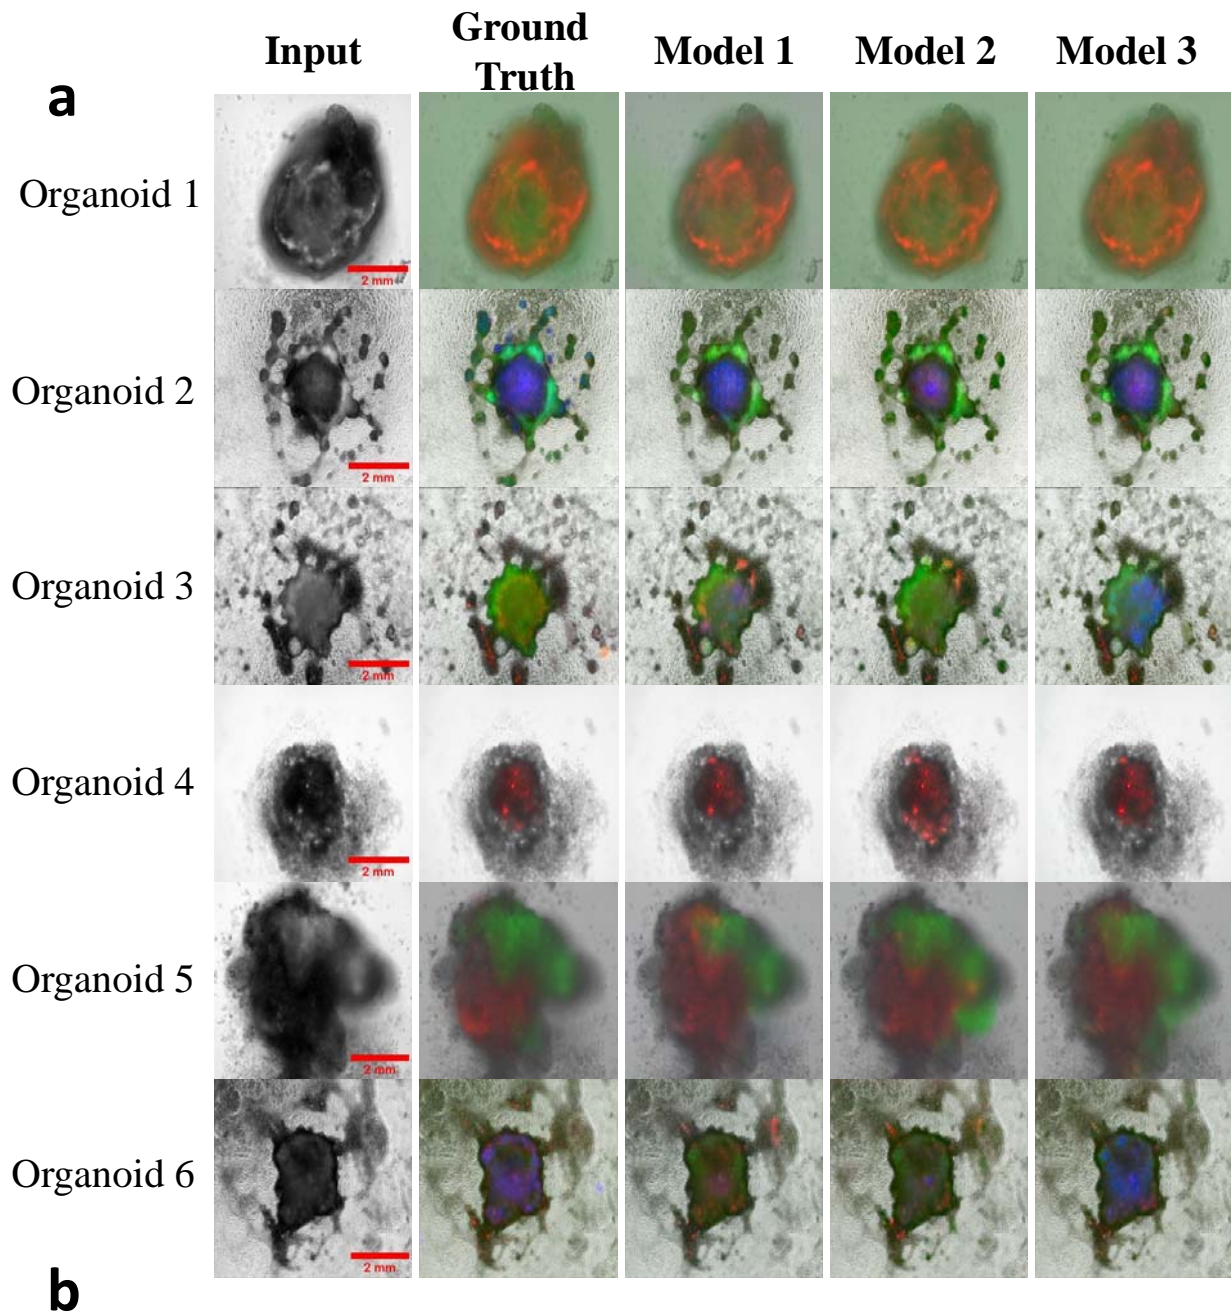 Input
Ground
Truth
Model 1
Model 2
Model 3
a
Organoid 1
2 mm
Organoid 2
2 mm
Organoid 3
2 mm
Organoid 4
2 mm
Organoid 5
2 mm
Organoid 6
2 mm
b